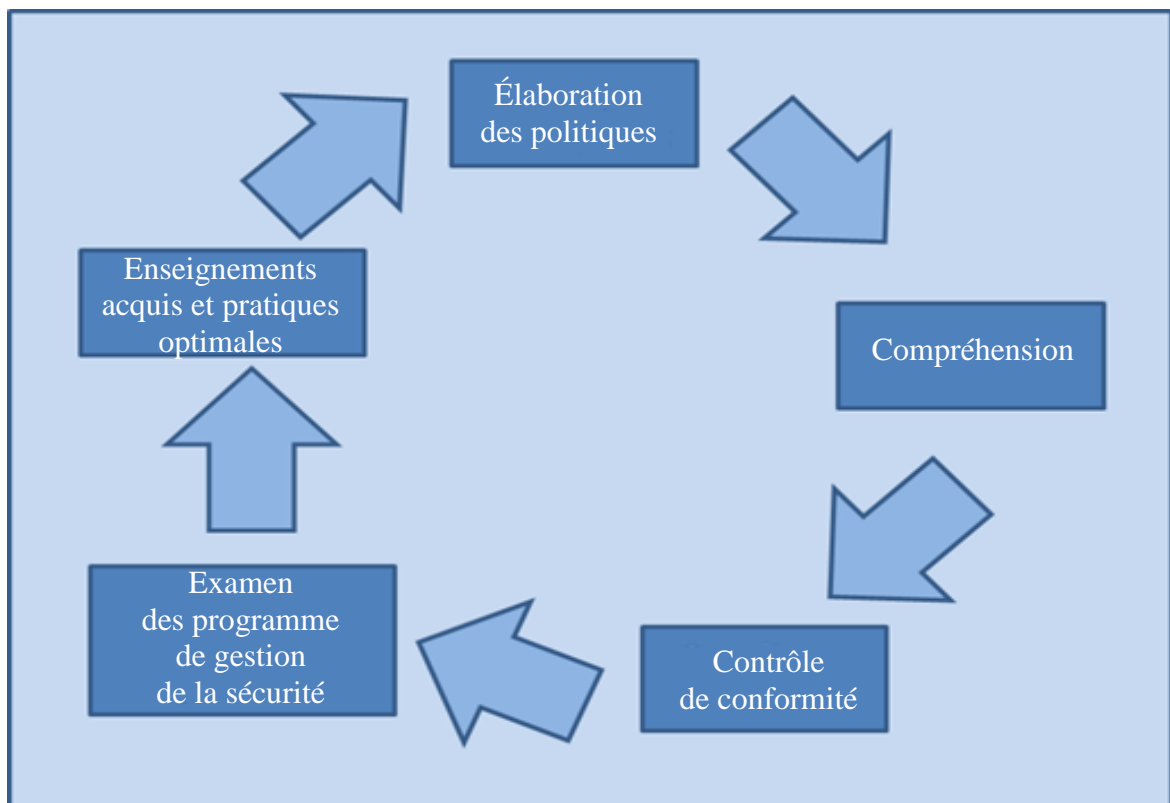 Élaboration
des politiques
Compréhension
Contrôle
de conformité
Examen
des programme
de gestion
de la sécurité
Enseignements
acquis et pratiques
optimales